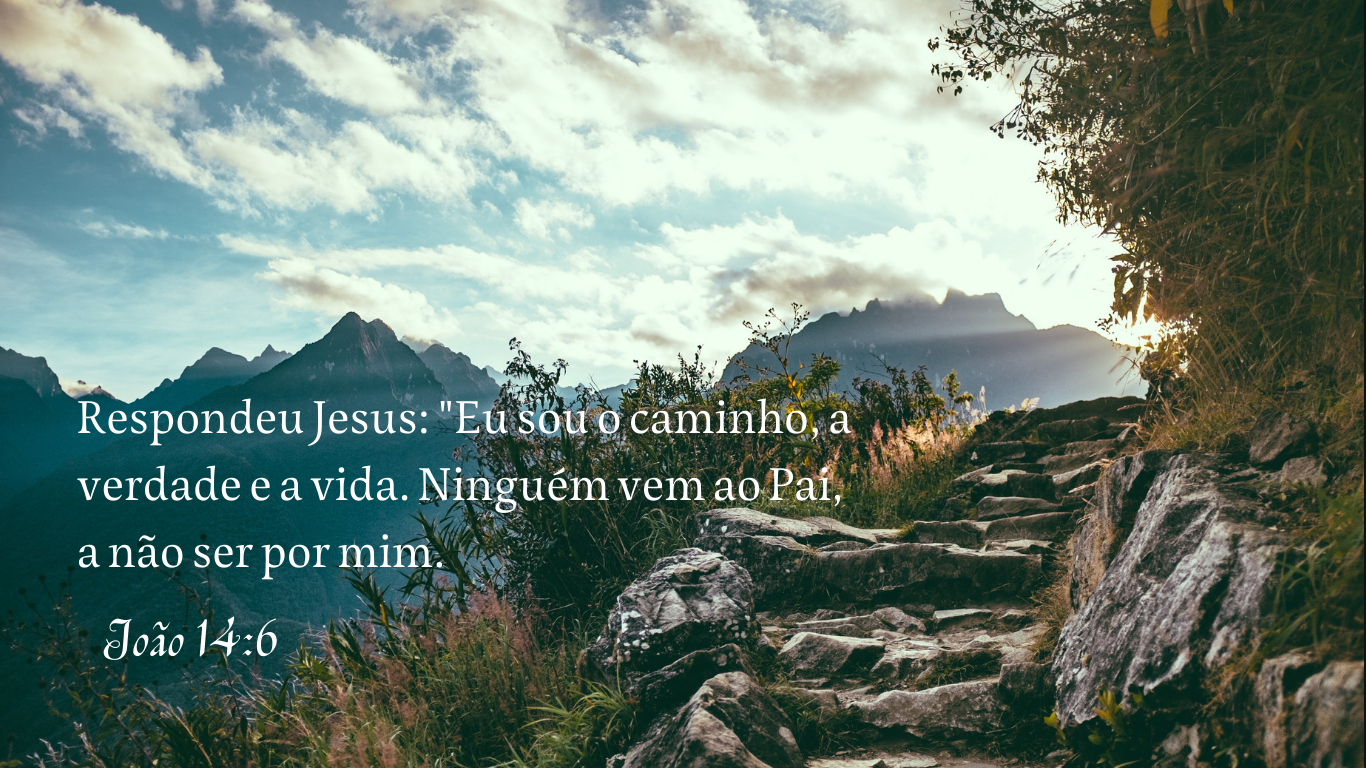 Respondeu Jesus: "Eu sou o caminho, a
verdade e a vida. Ninguém vem ao Pai,
a não ser por mim.
João 14:6